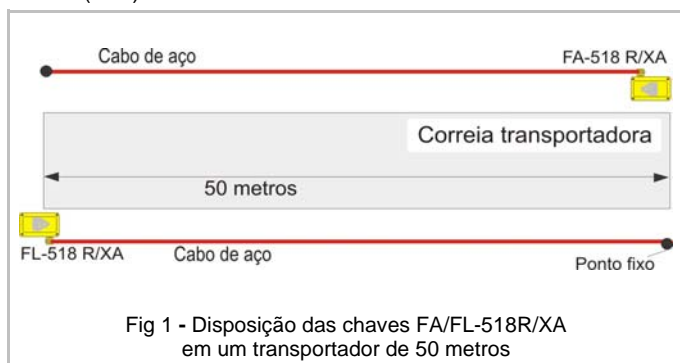 Cabo de aço
FA-518 R/XA
Correia transportadora
50 metros
FL-518 R/XA
Cabo de aço
Ponto fixo
Fig 1 - Disposição das chaves FA/FL-518R/XA
em um transportador de 50 metros